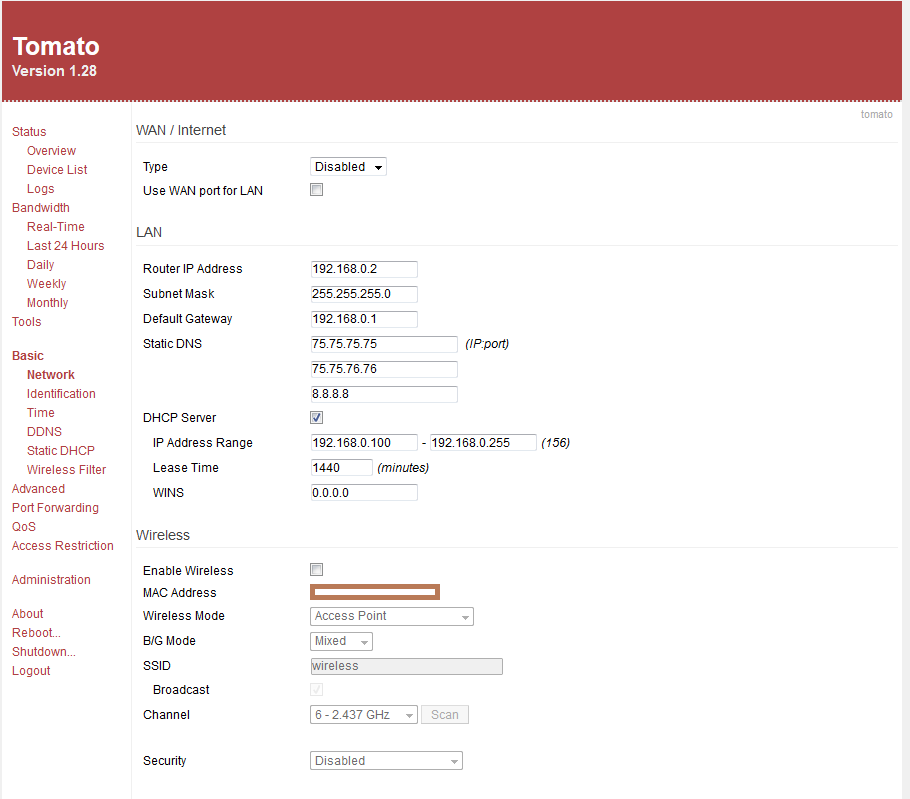 Tomato
Version 1.28
tomato
Status
Overview
Device List
Logs
Bandwidth
Real-Time
Last 24 Hours
Daily
Weekly
Monthly
Tools
Basic
Network
Identification
Time
DDNS
Static DHCP
Wireless Filter
Advanced
Port Forwarding
QoS
Access Restriction
Administration
About
Reboot...
Shutdown...
Logout
WAN / Internet
Type Disabled
Use WAN port for LAN
LAN
Router IP Address 192.168.0.2
Subnet Mask 255.255.255.0
Default Gateway 192.168.0.1
Static DNS 75.75.75.75 (IP:port)
75.75.76.76
8.8.8.8
DHCP Server
IP Address Range 192.168.0.100 - 192.168.0.255 (156)
Lease Time 1440 (minutes)
WINS 0.0.0.0
Wireless
Enable Wireless
MAC Address
Wireless Mode Access Point
B/G Mode Mixed
SSID wireless
Broadcast
Channel 6 - 2.437 GHz Scan
Security Disabled